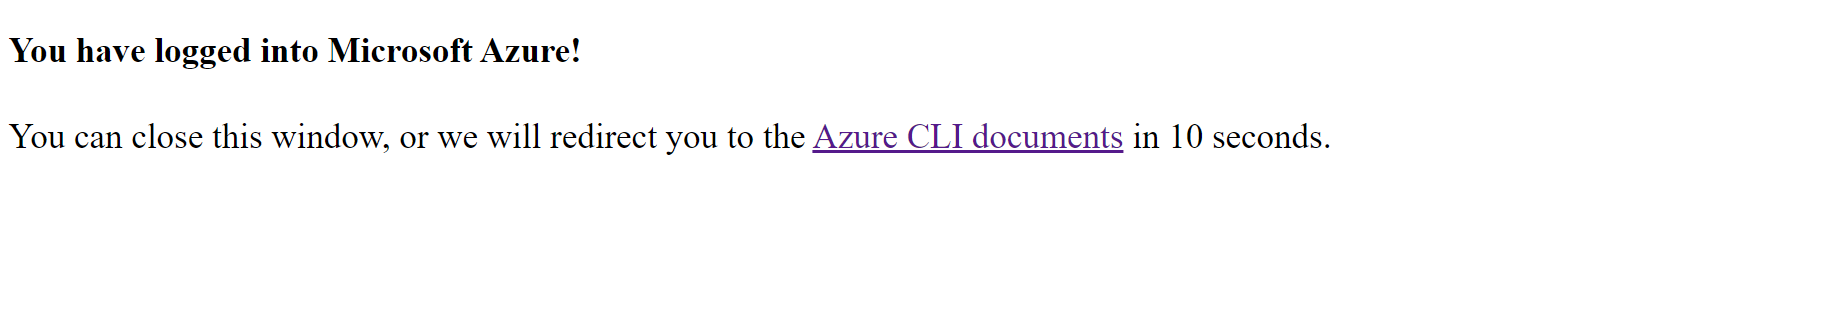 You have logged into Microsoft Azure!
You can close this window, or we will redirect you to the Azure CLI documents in 10 seconds.